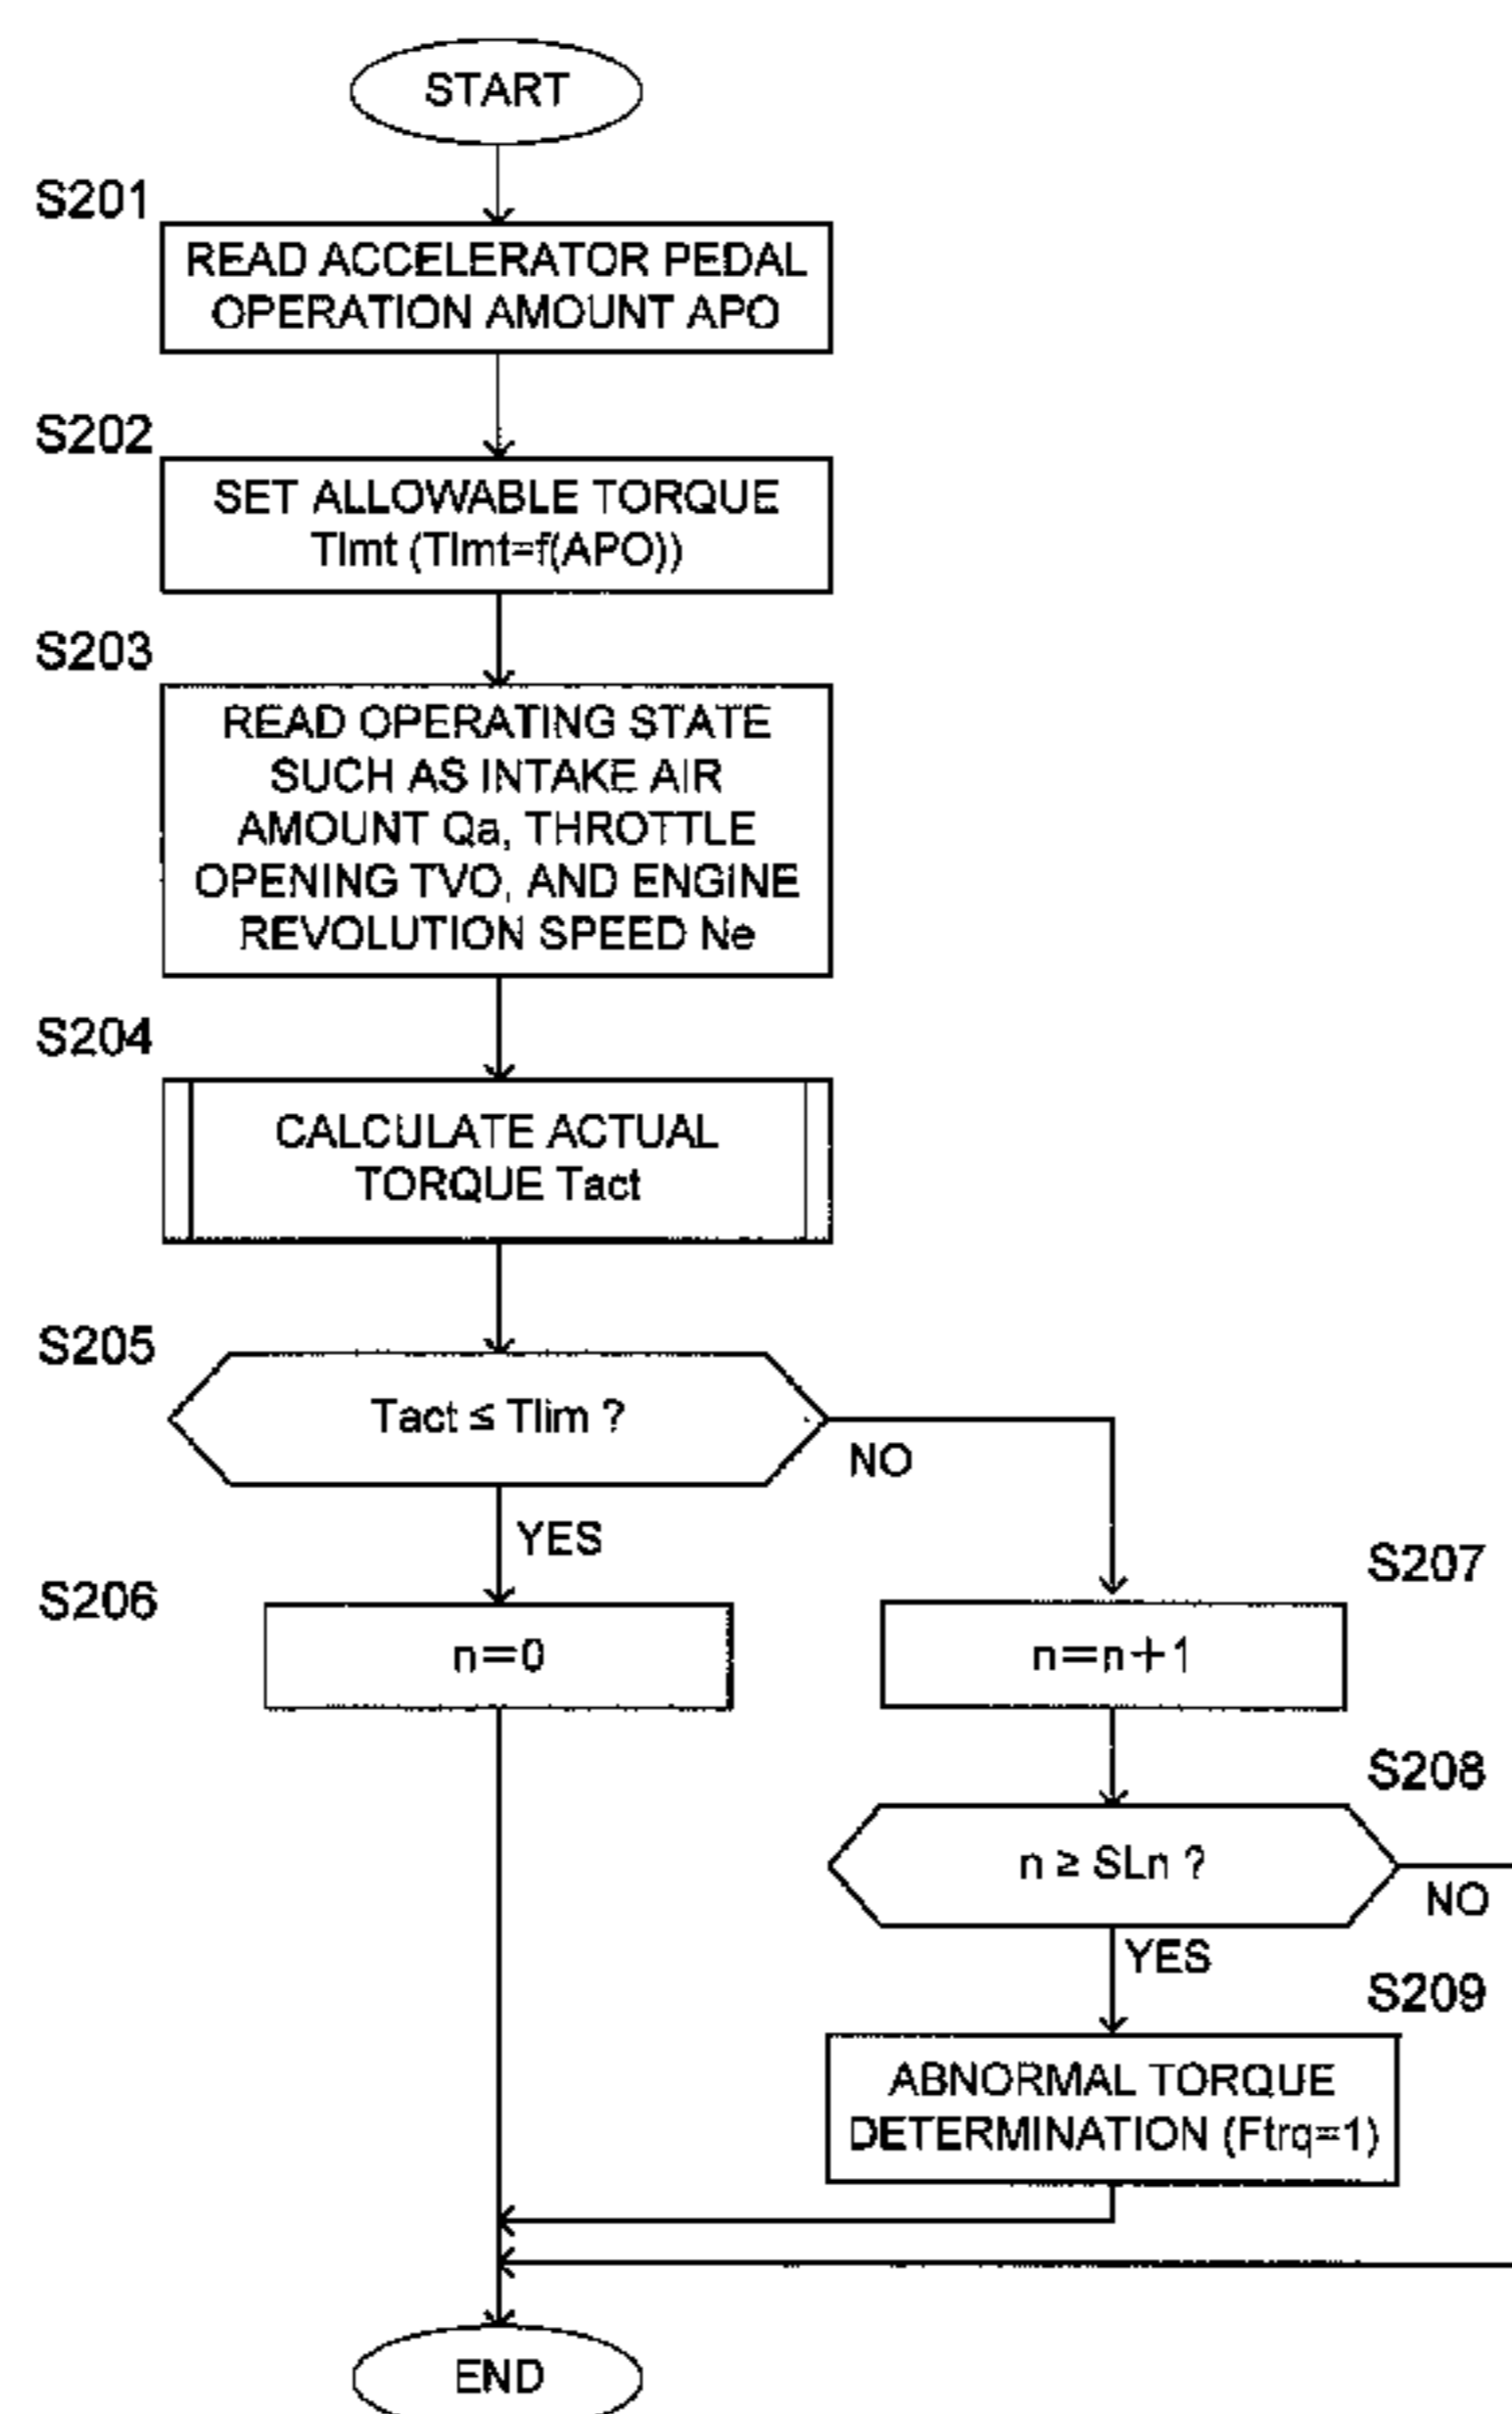 START
S201
READ ACCELERATOR PEDAL
OPERATION AMOUNT APO
S202
SET ALLOWABLE TORQUE
Tlmt (Tlmt=f(APO))
S203
READ OPERATING STATE
SUCH AS INTAKE AIR
AMOUNT Qa, THROTTLE
OPENING TVO, AND ENGINE
REVOLUTION SPEED Ne
S204
CALCULATE ACTUAL
TORQUE Tact
S205
Tact ≤ Tlim ?
NO
YES
S206
n=0
S207
n=n+1
S208
n ≥ SLn ?
NO
YES
S209
ABNORMAL TORQUE
DETERMINATION (Ftrq=1)
END